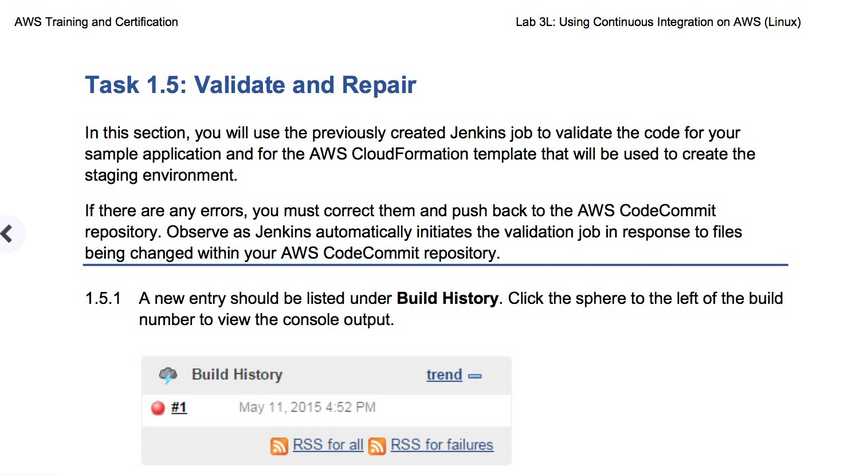 AWS Training and Certification
Lab 3L: Using Continuous Integration on AWS (Linux)
Task 1.5: Validate and Repair
In this section, you will use the previously created Jenkins job to validate the code for your
sample application and for the AWS CloudFormation template that will be used to create the
staging environment.
If there are any errors, you must correct them and push back to the AWS CodeCommit
repository. Observe as Jenkins automatically initiates the validation job in response to files
being changed within your AWS CodeCommit repository.
1.5.1 A new entry should be listed under Build History. Click the sphere to the left of the build
number to view the console output.
Build History trend
#1 May 11, 2015 4:52 PM
RSS for all RSS for failures